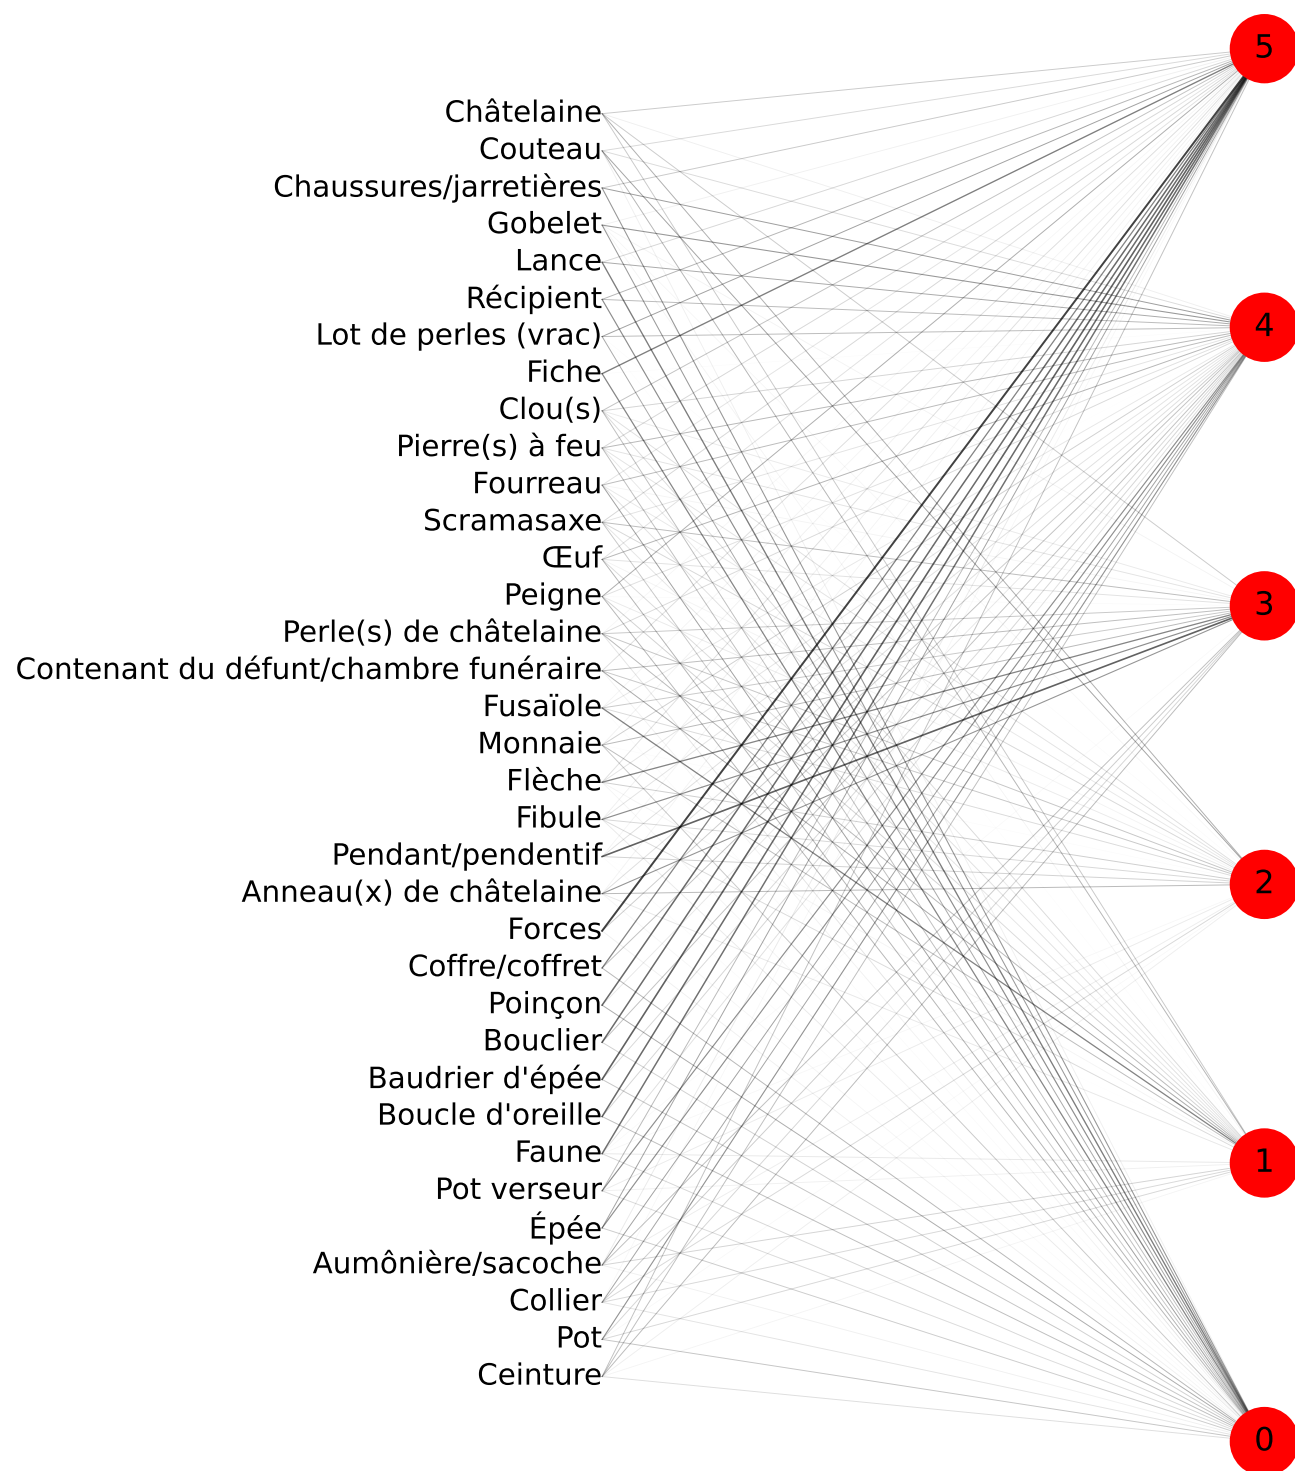 5
Châtelaine
Couteau
Chaussures/jarretières
Gobelet
Lance
Récipient
4
Lot de perles (vrac)
Fiche
Clou(s)
Pierre(s) à feu
Fourreau
Scramasaxe
Œuf
Peigne
3
Perle(s) de châtelaine
Contenant du défunt/chambre funéraire
Fusaïole
Monnaie
Flèche
Fibule
Pendant/pendentif
2
Anneau(x) de châtelaine
Forces
Coffre/coffret
Poinçon
Bouclier
Baudrier d'épée
Boucle d'oreille
Faune
1
Pot verseur
Épée
Aumônière/sacoche
Collier
Pot
Ceinture
0